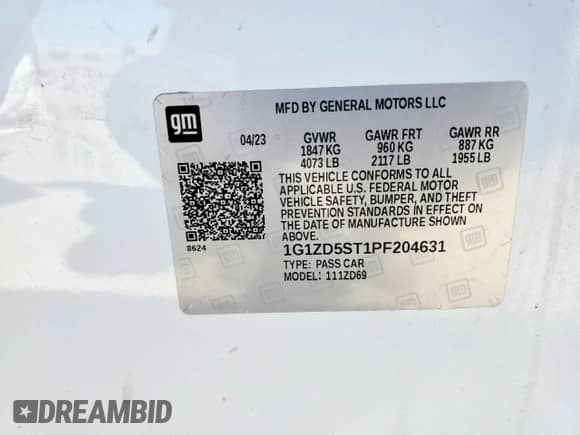 gm
MFD BY GENERAL MOTORS LLC
04/23 GVWR GAWR FRT GAWR RR
1847 KG 960 KG 887 KG
4073 LB 2117 LB 1955 LB
THIS VEHICLE CONFORMS TO ALL
APPLICABLE U.S. FEDERAL MOTOR
VEHICLE SAFETY, BUMPER, AND THEFT
PREVENTION STANDARDS IN EFFECT ON
THE DATE OF MANUFACTURE SHOWN
ABOVE.
8624
1G1ZD5ST1PF204631
TYPE: PASS CAR
MODEL: 111ZD69
DREAMBID